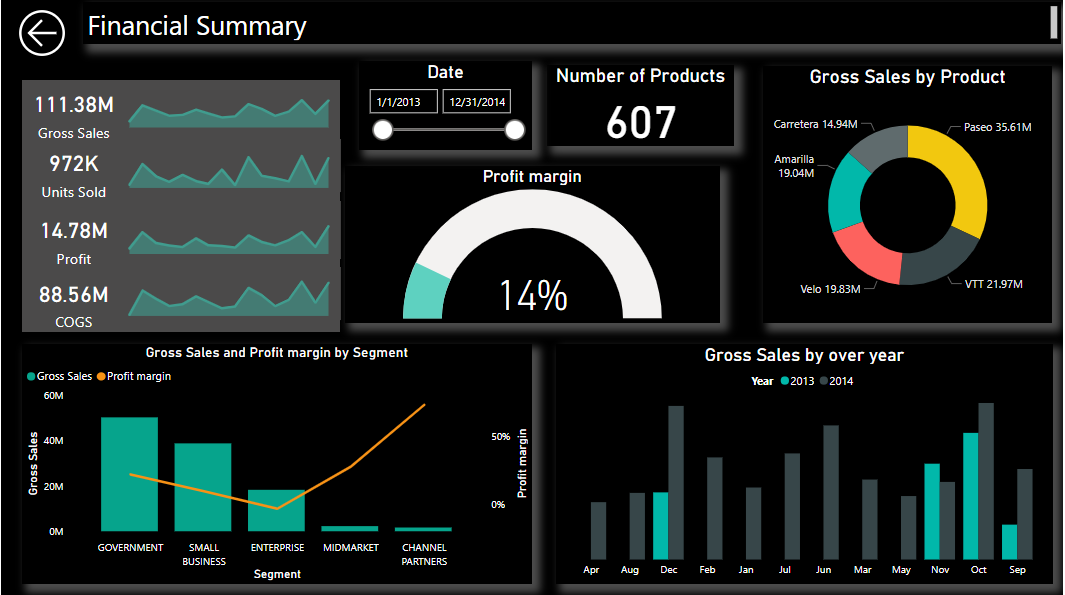 Financial Summary
111.38M
Gross Sales
972K
Units Sold
14.78M
Profit
88.56M
COGS
Date
1/1/2013 12/31/2014
Number of Products
607
Profit margin
14%
Gross Sales by Product
Carretera 14.94M
Paseo 35.61M
Amarilla
19.04M
Velo 19.83M
VTT 21.97M
Gross Sales and Profit margin by Segment
Gross Sales Profit margin
Gross Sales
60M
40M
20M
0M
50%
0%
Profit margin
GOVERNMENT
SMALL
BUSINESS
ENTERPRISE
MIDMARKET
CHANNEL
PARTNERS
Segment
Gross Sales by over year
Year 2013 2014
Apr Aug Dec Feb Jan Jul Jun Mar May Nov Oct Sep